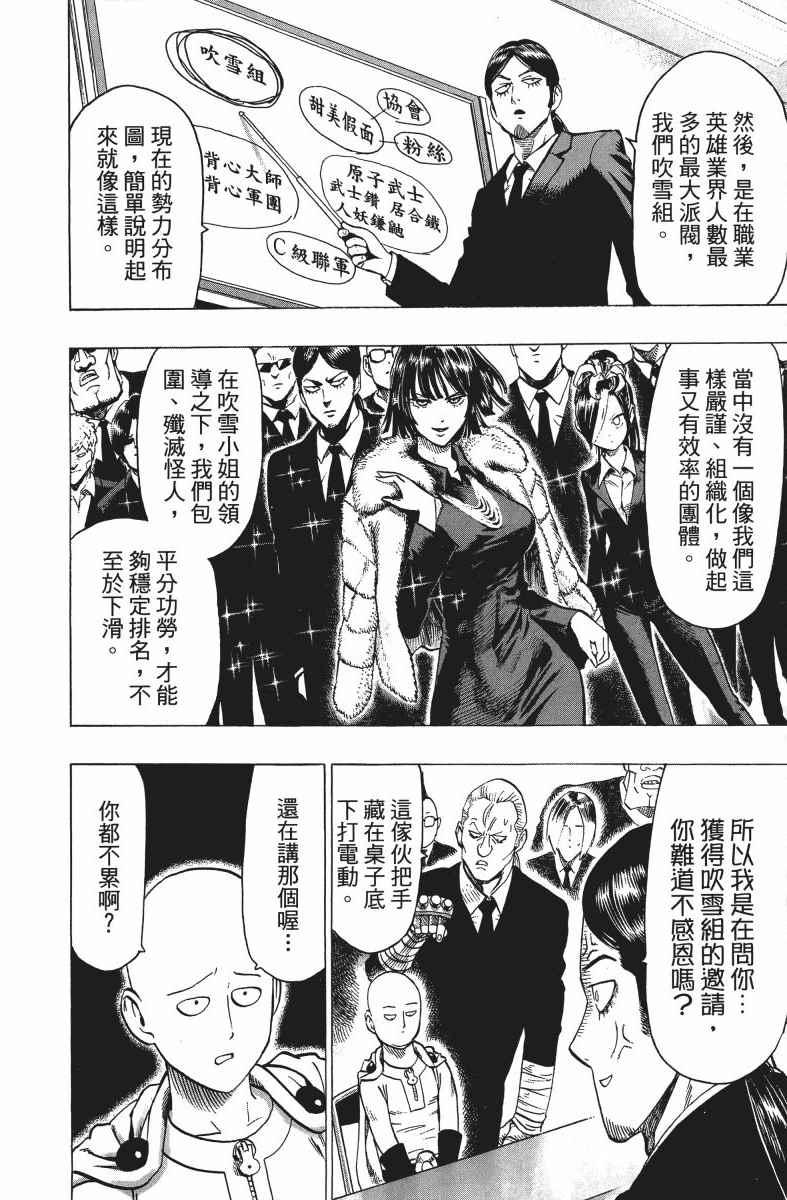 然後，是在職業
英雄業界人數最
多的最大派閥，
我們吹雪組。
吹雪組
甜美假面
協會
粉絲
背心大師
背心軍團
原子武士
武士鑽 居合鐵
人妖鎌鼬
C級聯軍
現在的勢力分布
圖，簡單說明起
來就像這樣。
當中沒有一個像我們這
樣嚴謹、組織化，做起
事又有效率的團體。
在吹雪小姐的領
導之下，我們包
圍、殲滅怪人，
平分功勞，才能
夠穩定排名，不
至於下滑。
所以我是在問你…
獲得吹雪組的邀請，
你難道不感恩嗎？
這傢伙把手
藏在桌子底
下打電動。
還在講那個喔…
你都不累啊？